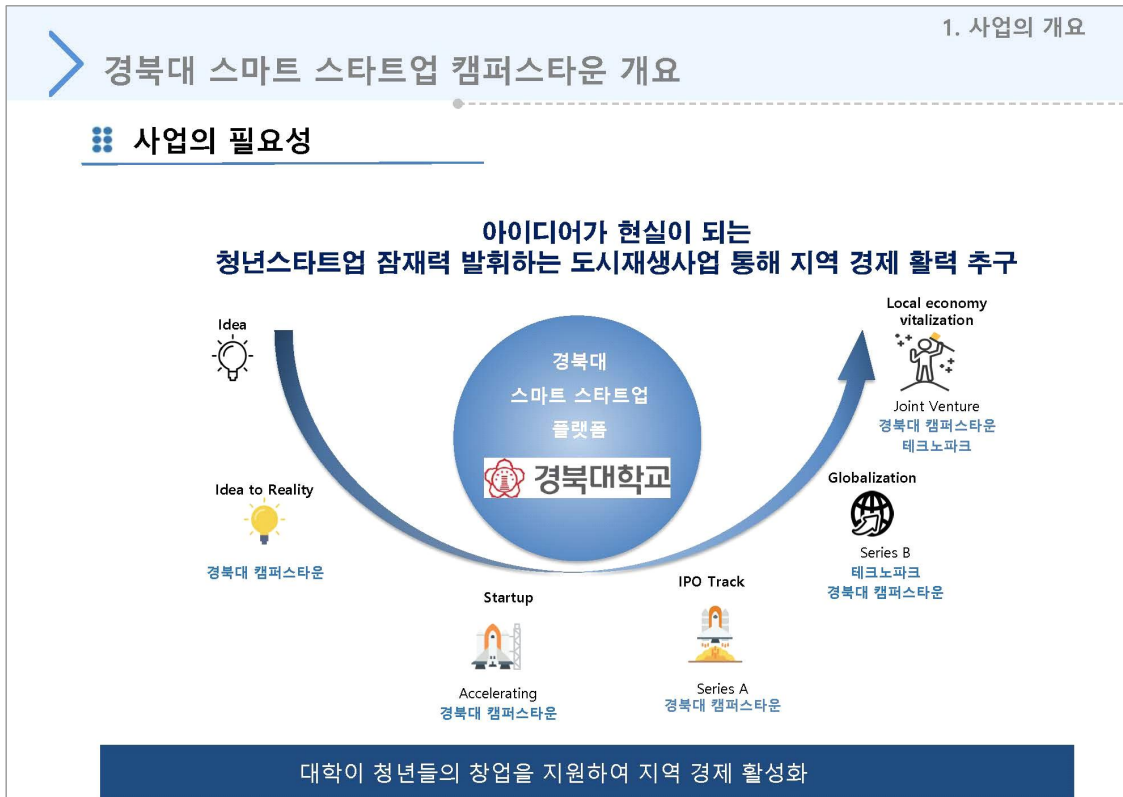 1. 사업의 개요
경북대 스마트 스타트업 캠퍼스타운 개요
사업의 필요성
아이디어가 현실이 되는
청년스타트업 잠재력 발휘하는 도시재생사업 통해 지역 경제 활력 추구
Idea
Idea to Reality
경북대 캠퍼스타운
경북대
스마트 스타트업
플랫폼
경북대학교
Startup
Accelerating
경북대 캠퍼스타운
IPO Track
Series A
경북대 캠퍼스타운
Globalization
Series B
테크노파크
경북대 캠퍼스타운
Local economy
vitalization
Joint Venture
경북대 캠퍼스타운
테크노파크
대학이 청년들의 창업을 지원하여 지역 경제 활성화